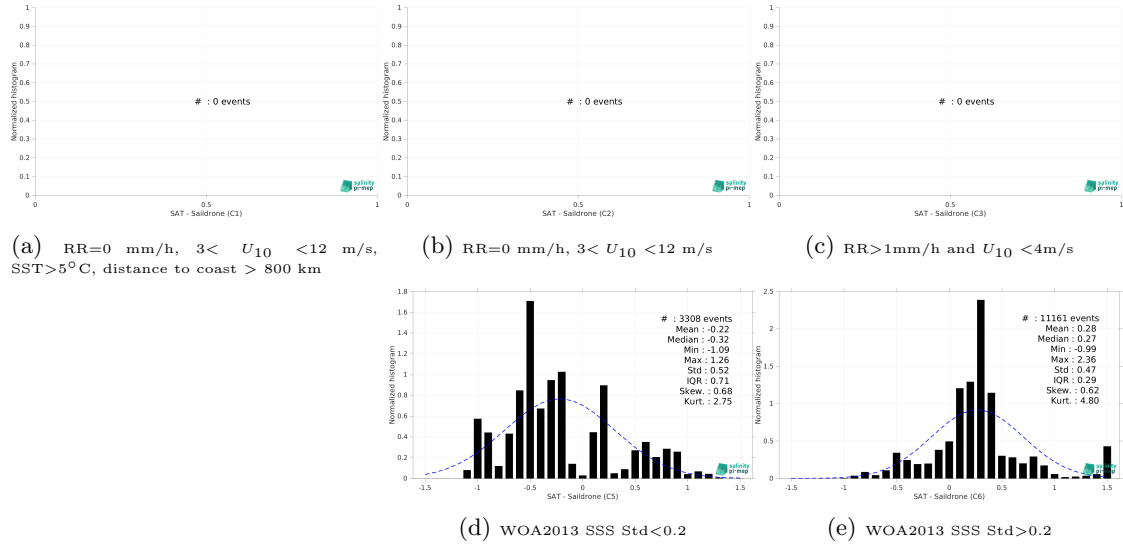 1
0.9
0.8
0.7
0.6
0.5
0.4
0.3
0.2
0.1
0
Normalized histogram
# : 0 events
salinity
pi-mep
0
0.5
1
SAT - Saildrone (C1)
1
0.9
0.8
0.7
0.6
0.5
0.4
0.3
0.2
0.1
0
Normalized histogram
# : 0 events
salinity
pi-mep
0
0.5
1
SAT - Saildrone (C2)
1
0.9
0.8
0.7
0.6
0.5
0.4
0.3
0.2
0.1
0
Normalized histogram
# : 0 events
salinity
pi-mep
0
0.5
1
SAT - Saildrone (C3)
(a) RR=0 mm/h, 3< U10 <12 m/s,
SST>5°C, distance to coast > 800 km
(b) RR=0 mm/h, 3< U10 <12 m/s
(c) RR>1mm/h and U10 <4m/s
1.8
1.6
1.4
1.2
1
0.8
0.6
0.4
0.2
0
Normalized histogram
# : 3308 events
Mean : -0.22
Median : -0.32
Min : -1.09
Max : 1.26
Std : 0.52
IQR : 0.71
Skew. : 0.68
Kurt. : 2.75
salinity
pi-mep
-1.5
-1
-0.5
0
0.5
1
1.5
SAT - Saildrone (C5)
2.5
2
1.5
1
0.5
0
Normalized histogram
# : 11161 events
Mean : 0.28
Median : 0.27
Min : -0.99
Max : 2.36
Std : 0.47
IQR : 0.29
Skew. : 0.62
Kurt. : 4.80
salinity
pi-mep
-1.5
-1
-0.5
0
0.5
1
1.5
SAT - Saildrone (C6)
(d) WOA2013 SSS Std<0.2
(e) WOA2013 SSS Std>0.2